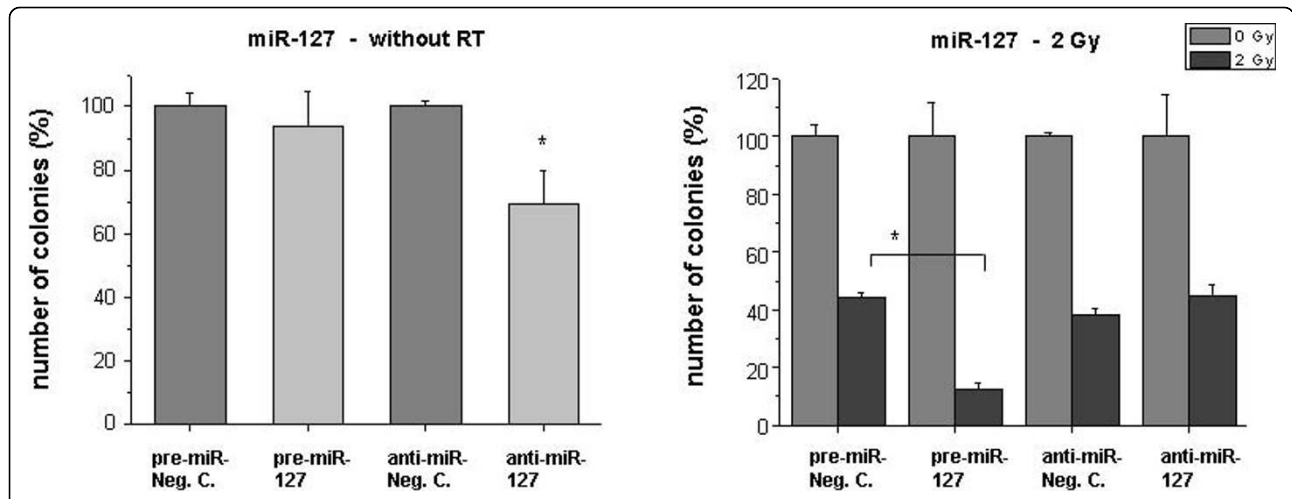 miR-127 - without RT
number of colonies (%)
100
80
60
40
20
0
*
pre-miR-
Neg. C.
pre-miR-
127
anti-miR-
Neg. C.
anti-miR-
127
miR-127 - 2 Gy
0 Gy
2 Gy
number of colonies (%)
120
100
80
60
40
20
0
*
pre-miR-
Neg. C.
pre-miR-
127
anti-miR-
Neg. C.
anti-miR-
127